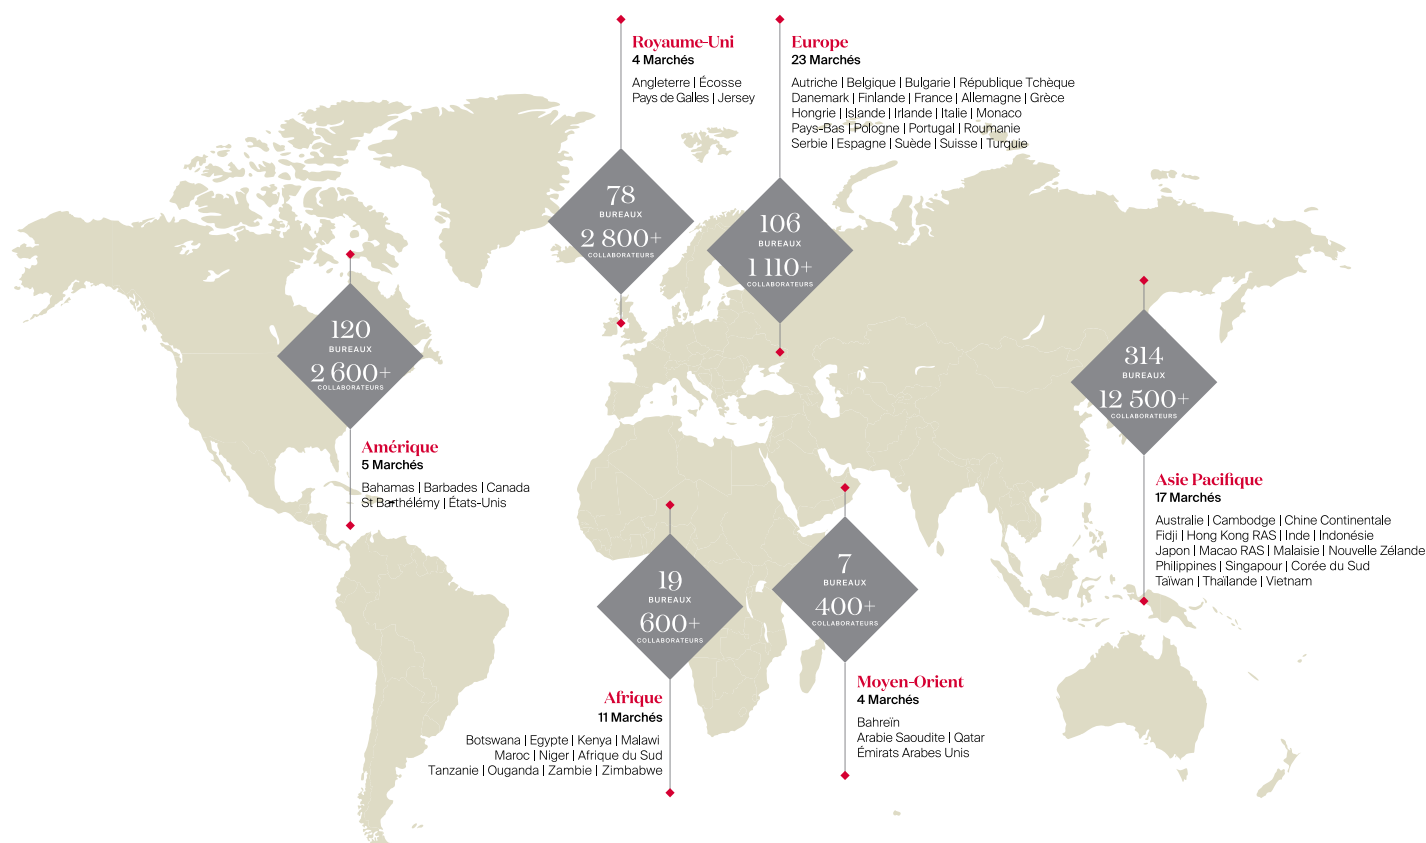 Royaume-Uni
4 Marchés
Angleterre | Écosse
Pays de Galles | Jersey
78
BUREAUX
2 800+
COLLABORATEURS
Europe
23 Marchés
Autriche | Belgique | Bulgarie | République Tchèque
Danemark | Finlande | France | Allemagne | Grèce
Hongrie | Islande | Irlande | Italie | Monaco
Pays-Bas | Pologne | Portugal | Roumanie
Serbie | Espagne | Suède | Suisse | Turquie
106
BUREAUX
1 110+
COLLABORATEURS
120
BUREAUX
2 600+
COLLABORATEURS
Amérique
5 Marchés
Bahamas | Barbades | Canada
St Barthélémy | États-Unis
314
BUREAUX
12 500+
COLLABORATEURS
Asie Pacifique
17 Marchés
Australie | Cambodge | Chine Continentale
Fidji | Hong Kong RAS | Inde | Indonésie
Japon | Macao RAS | Malaisie | Nouvelle Zélande
Philippines | Singapour | Corée du Sud
Taïwan | Thaïlande | Vietnam
19
BUREAUX
600+
COLLABORATEURS
Afrique
11 Marchés
Botswana | Egypte | Kenya | Malawi
Maroc | Niger | Afrique du Sud
Tanzanie | Ouganda | Zambie | Zimbabwe
7
BUREAUX
400+
COLLABORATEURS
Moyen-Orient
4 Marchés
Bahreïn
Arabie Saoudite | Qatar
Émirats Arabes Unis